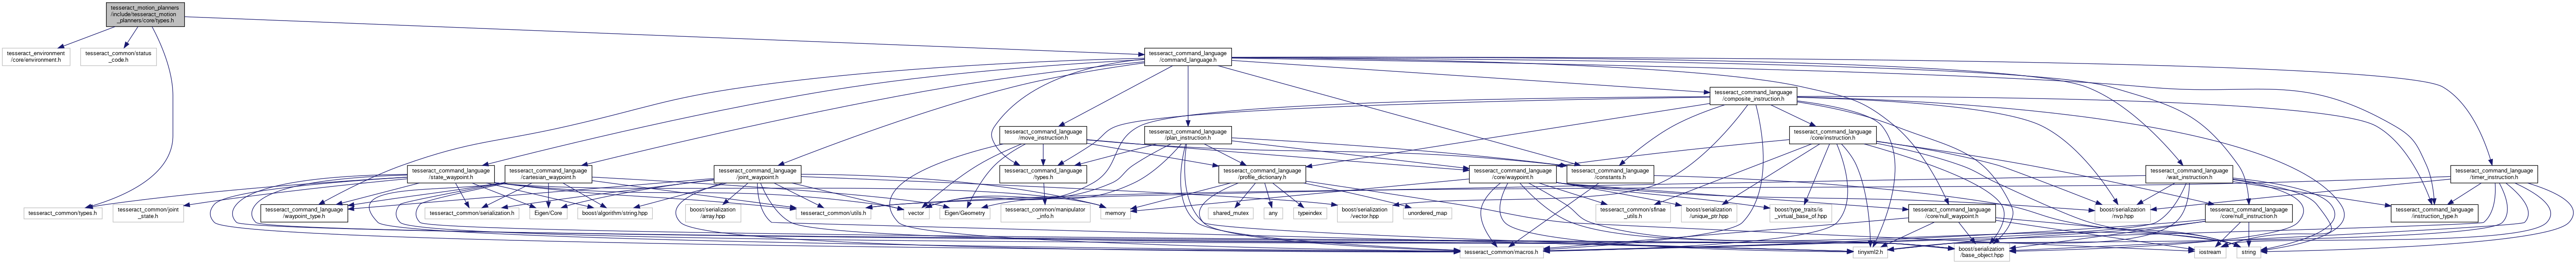 tesseract_motion_planners
/include/tesseract_motion
_planners/core/types.h
tesseract_environment
/core/environment.h
tesseract_common/status
_code.h
tesseract_command_language
/command_language.h
tesseract_command_language
/composite_instruction.h
tesseract_command_language
/move_instruction.h
tesseract_command_language
/plan_instruction.h
tesseract_command_language
/core/instruction.h
tesseract_command_language
/state_waypoint.h
tesseract_command_language
/cartesian_waypoint.h
tesseract_command_language
/joint_waypoint.h
tesseract_command_language
/types.h
tesseract_command_language
/profile_dictionary.h
tesseract_command_language
/core/waypoint.h
tesseract_command_language
/constants.h
tesseract_command_language
/wait_instruction.h
tesseract_command_language
/timer_instruction.h
tesseract_common/types.h
tesseract_common/joint
_state.h
tesseract_command_language
/waypoint_type.h
tesseract_common/serialization.h
Eigen/Core
boost/algorithm/string.hpp
boost/serialization
/array.hpp
tesseract_common/utils.h
vector
Eigen/Geometry
tesseract_common/manipulator
_info.h
memory
shared_mutex
any
typeindex
boost/serialization
/vector.hpp
unordered_map
tesseract_common/sfinae
_utils.h
boost/serialization
/unique_ptr.hpp
boost/type_traits/is
_virtual_base_of.hpp
tesseract_command_language
/core/null_waypoint.h
boost/serialization
/nvp.hpp
tesseract_command_language
/core/null_instruction.h
tesseract_command_language
/instruction_type.h
tesseract_common/macros.h
tinyxml2.h
boost/serialization
/base_object.hpp
iostream
string